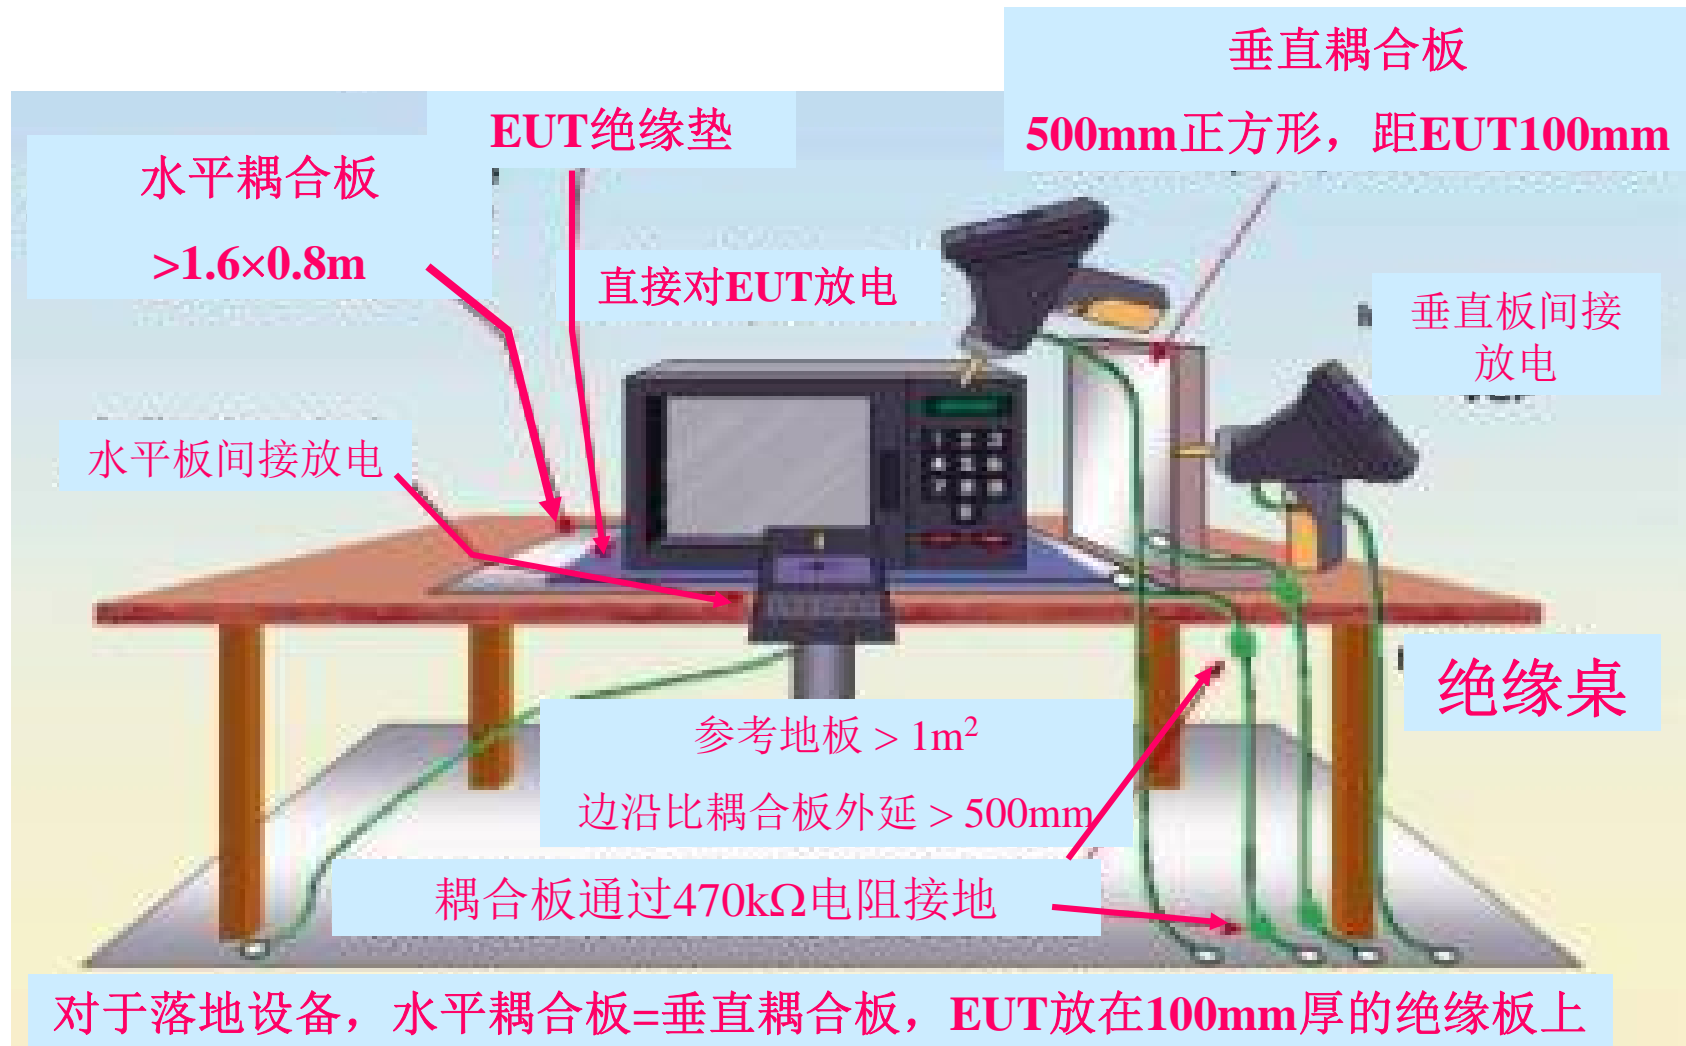 垂直耦合板
500mm正方形，距EUT100mm
EUT绝缘垫
水平耦合板
>1.6×0.8m
直接对EUT放电
垂直板间接
放电
水平板间接放电
绝缘桌
参考地板 > 1m²
边沿比耦合板外延 > 500mm
耦合板通过470kΩ电阻接地
对于落地设备，水平耦合板=垂直耦合板，EUT放在100mm厚的绝缘板上